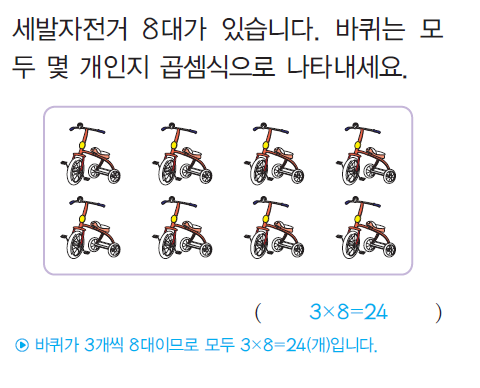 세발자전거 8대가 있습니다. 바퀴는 모
두 몇 개인지 곱셈식으로 나타내세요.
( 3×8=24 )
바퀴가 3개씩 8대이므로 모두 3×8=24(개)입니다.